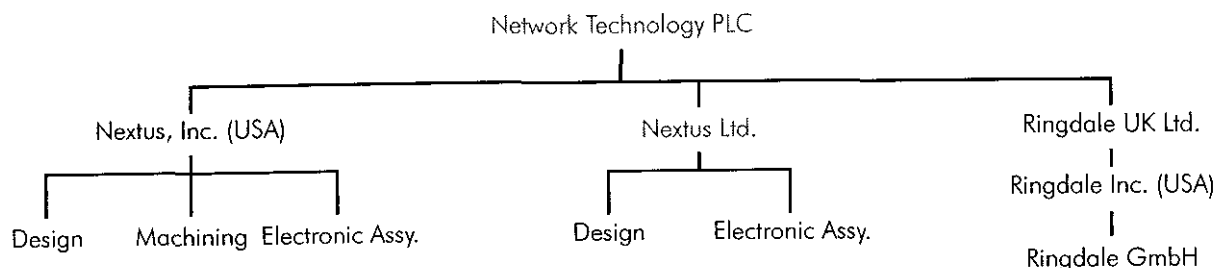 Network Technology PLC
Nextus, Inc. (USA)
Nextus Ltd.
Ringdale UK Ltd.
Design
Machining
Electronic Assy.
Design
Electronic Assy.
Ringdale Inc. (USA)
Ringdale GmbH